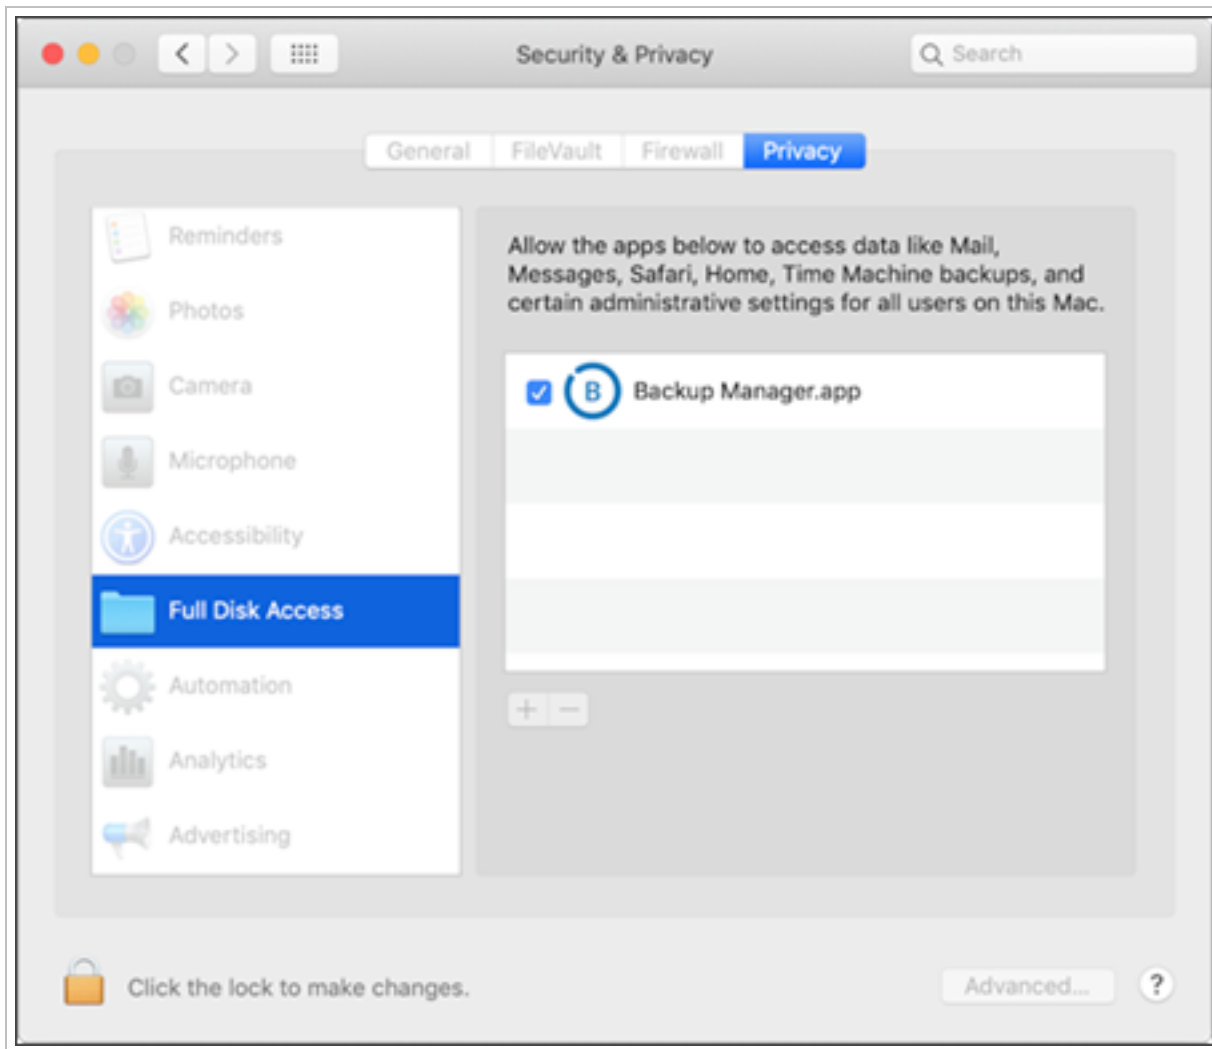 Security & Privacy
Search
General
FileVault
Firewall
Privacy
Reminders
Photos
Camera
Microphone
Accessibility
Full Disk Access
Automation
Analytics
Advertising
Allow the apps below to access data like Mail,
Messages, Safari, Home, Time Machine backups, and
certain administrative settings for all users on this Mac.
B
Backup Manager.app
Click the lock to make changes.
Advanced...
?